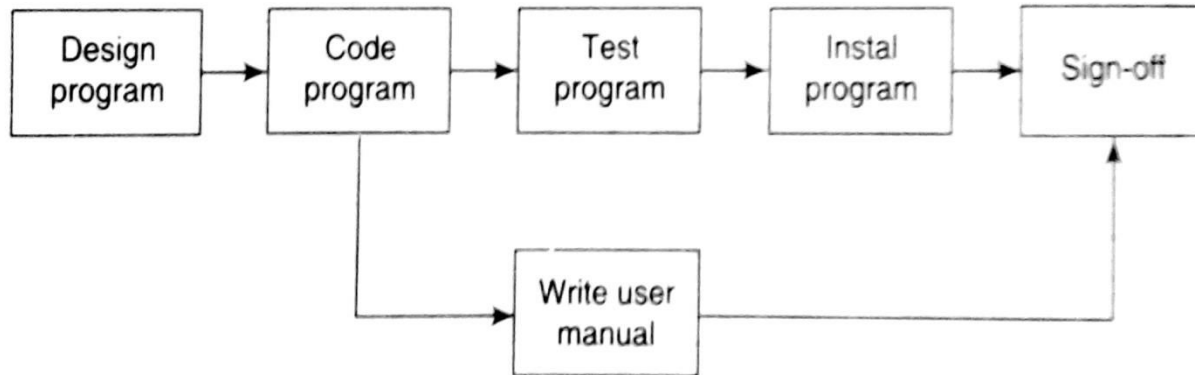 Design
program
Code
program
Test
program
Instal
program
Sign-off
Write user
manual